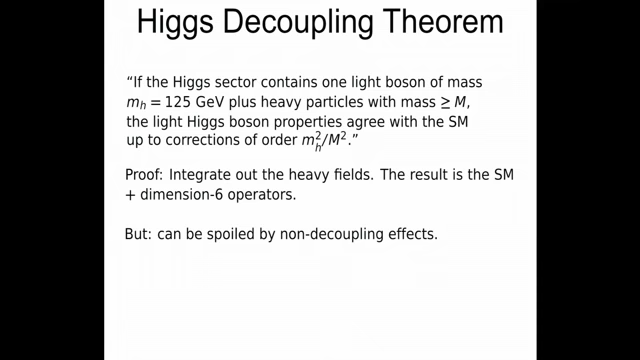 Higgs Decoupling Theorem
“If the Higgs sector contains one light boson of mass
m_h = 125 GeV plus heavy particles with mass ≥ M,
the light Higgs boson properties agree with the SM
up to corrections of order m_h^2/M^2.”
Proof: Integrate out the heavy fields. The result is the SM
+ dimension-6 operators.
But: can be spoiled by non-decoupling effects.